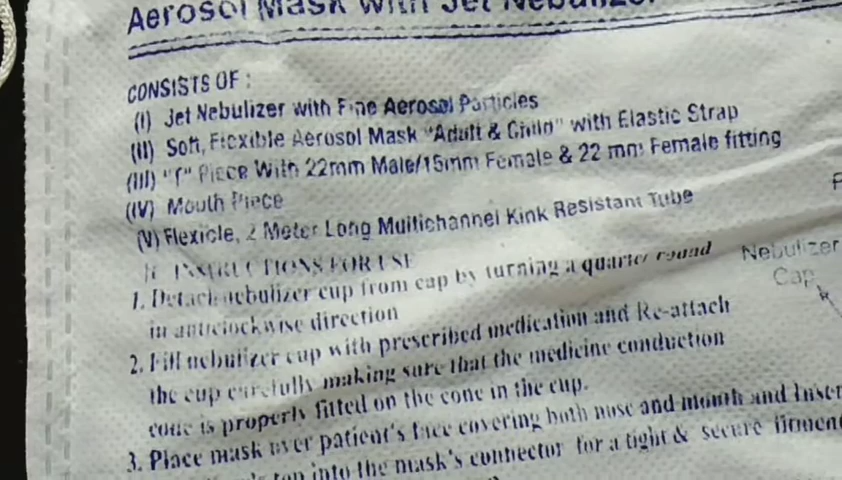 Aerosol Mask with Jet Nebulizer
CONSISTS OF :
(I) Jet Nebulizer with Fine Aerosol Particles
(II) Soft, Flexible Aerosol Mask "Adult & Child" with Elastic Strap
(III) "T" Piece With 22mm Male/15mm Female & 22 mm Female fitting
(IV) Mouth Piece
(V) Flexible, 2 Meter Long Multichannel Kink Resistant Tube
INSTRUCTIONS FOR USE
1. Detach nebulizer cup from cap by turning a quarter round
in anticlockwise direction
2. Fill nebulizer cup with prescribed medication and Re-attach
the cup carefully making sure that the medicine conduction
cone is properly fitted on the cone in the cup.
3. Place mask over patient's face covering both nose and mouth and Inser
top into the mask's connector for a tight & secure
Nebulizer
Cap